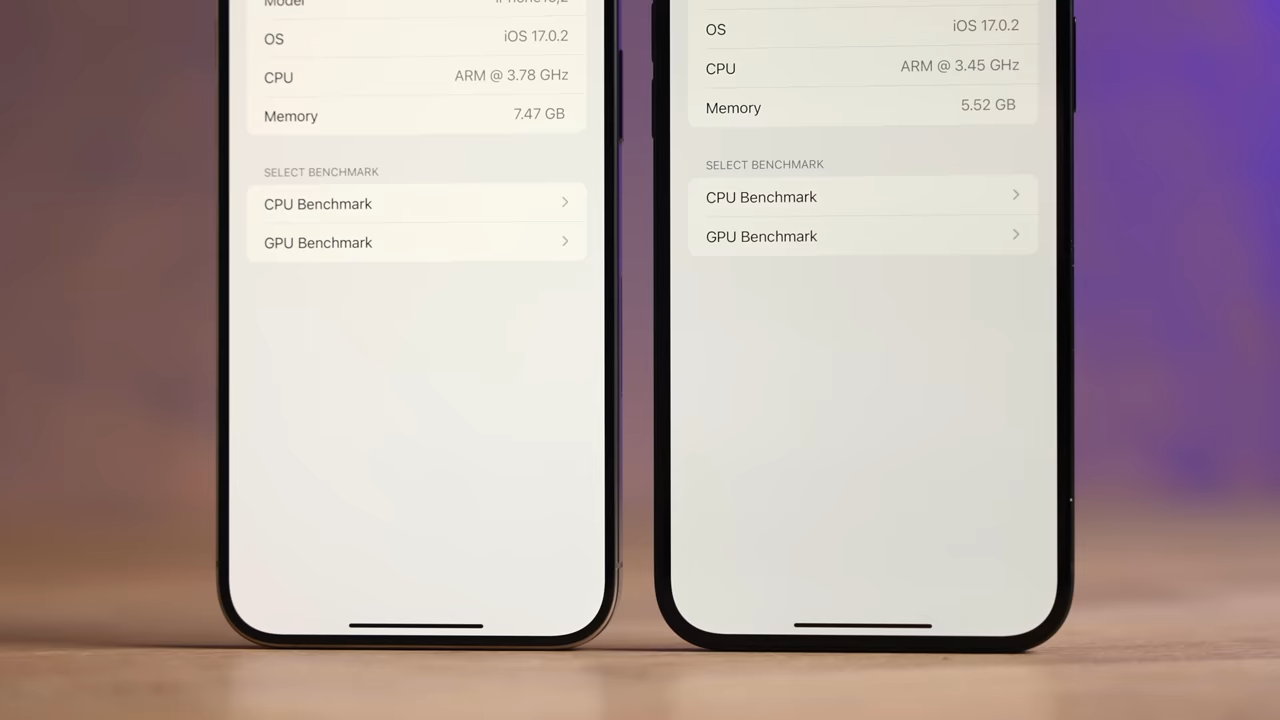 Model
OS iOS 17.0.2
CPU ARM @ 3.78 GHz
Memory 7.47 GB
SELECT BENCHMARK
CPU Benchmark
GPU Benchmark
OS iOS 17.0.2
CPU ARM @ 3.45 GHz
Memory 5.52 GB
SELECT BENCHMARK
CPU Benchmark
GPU Benchmark